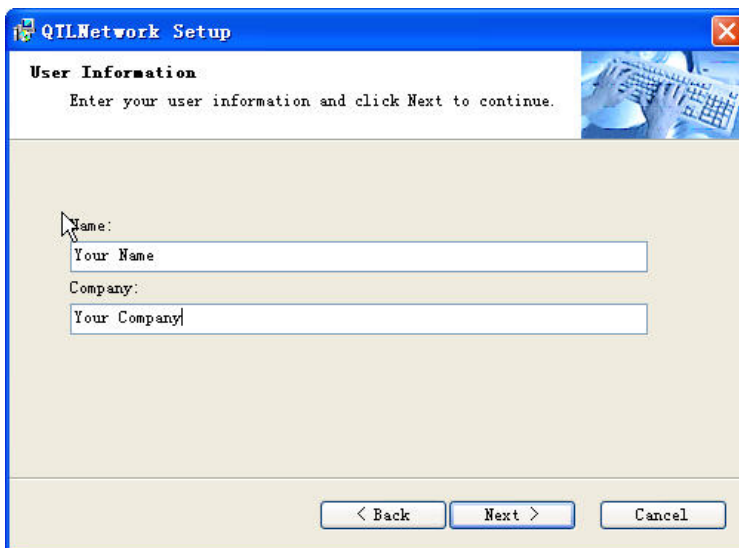 QTLNetwork Setup
User Information
Enter your user information and click Next to continue.
Name:
Your Name
Company:
Your Company
< Back
Next >
Cancel